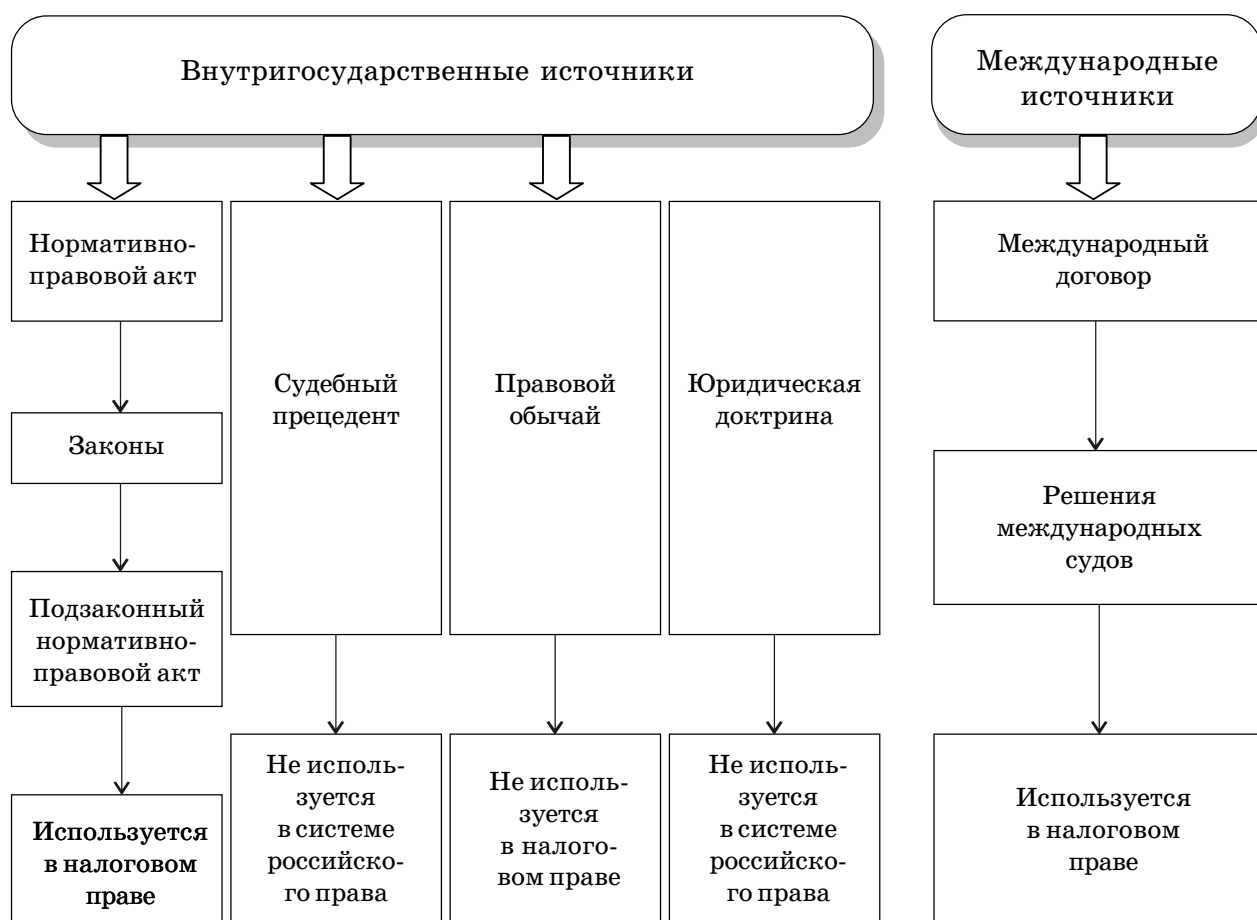 Внутригосударственные источники
Международные
источники
Нормативно-
правовой акт
Законы
Подзаконный
нормативно-
правовой акт
Используется
в налоговом
праве
Судебный
прецедент
Не исполь-
зуется
в системе
российско-
го права
Правовой
обычай
Не исполь-
зуется
в налого-
вом праве
Юридическая
доктрина
Не исполь-
зуется
в системе
российско-
го права
Международный
договор
Решения
международных
судов
Используется
в налоговом
праве